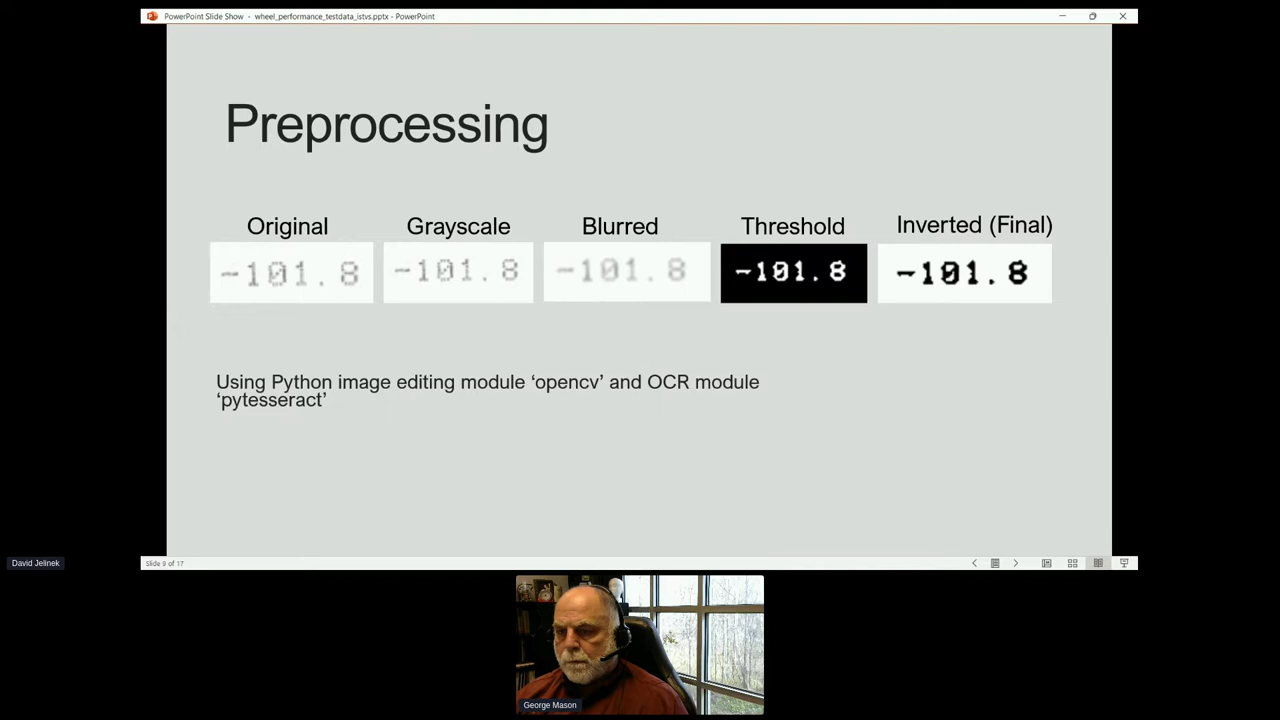 PowerPoint Slide Show - wheel_performance_testdata_istvs.pptx - PowerPoint
Preprocessing
Original
Grayscale
Blurred
Threshold
Inverted (Final)
-101.8
-101.8
-101.8
-101.8
-101.8
Using Python image editing module ‘opencv’ and OCR module
‘pytesseract’
David Jelinek
Slide 9 of 17
George Mason